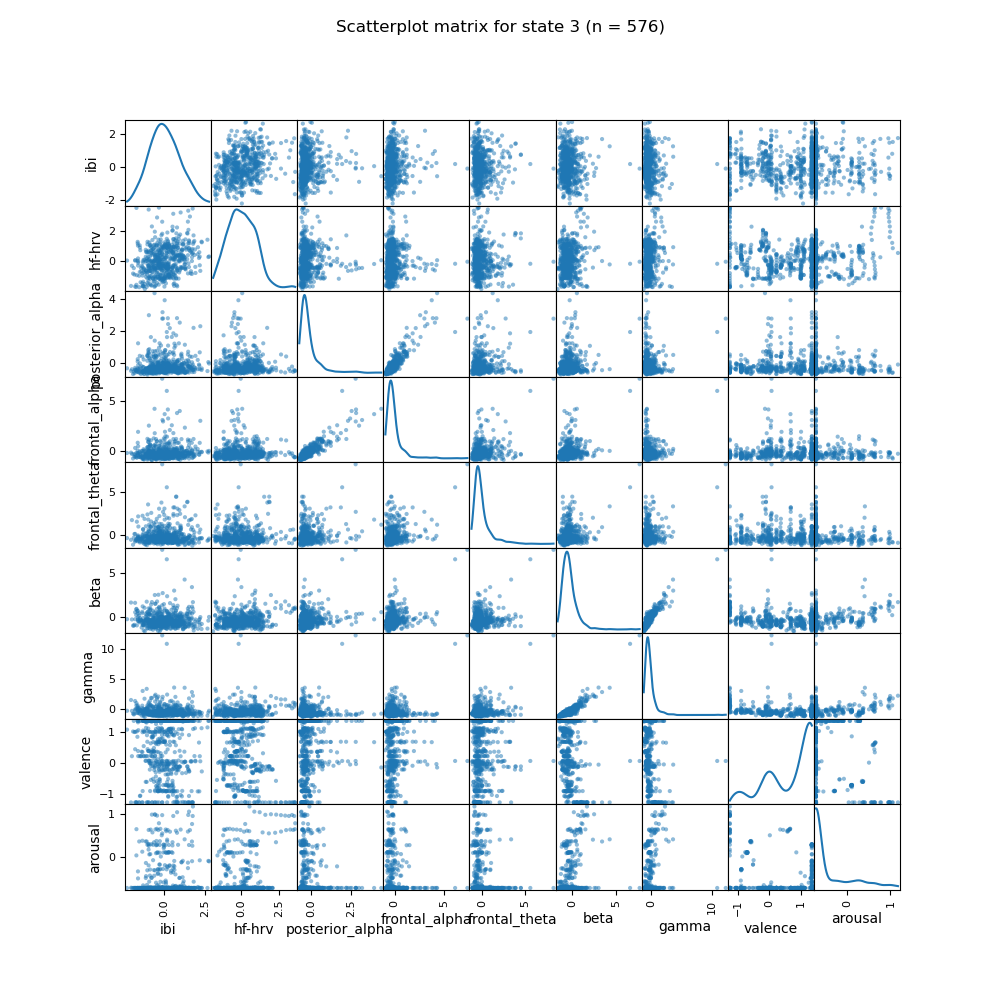 Scatterplot matrix for state 3 (n = 576)
ibi
2
0
-2
hf-hrv
2
0
posterior_alpha
4
2
0
frontal_alpha
5
0
frontal_theta
5
0
beta
5
0
gamma
10
5
0
valence
1
0
−1
arousal
1
0
0.0 2.5 0.0 2.5 0.0 2.5 0 5 0 5 0 5 0 10 −1 0 1 0 1
ibi hf-hrv posterior_alpha frontal_alpha frontal_theta beta gamma valence arousal